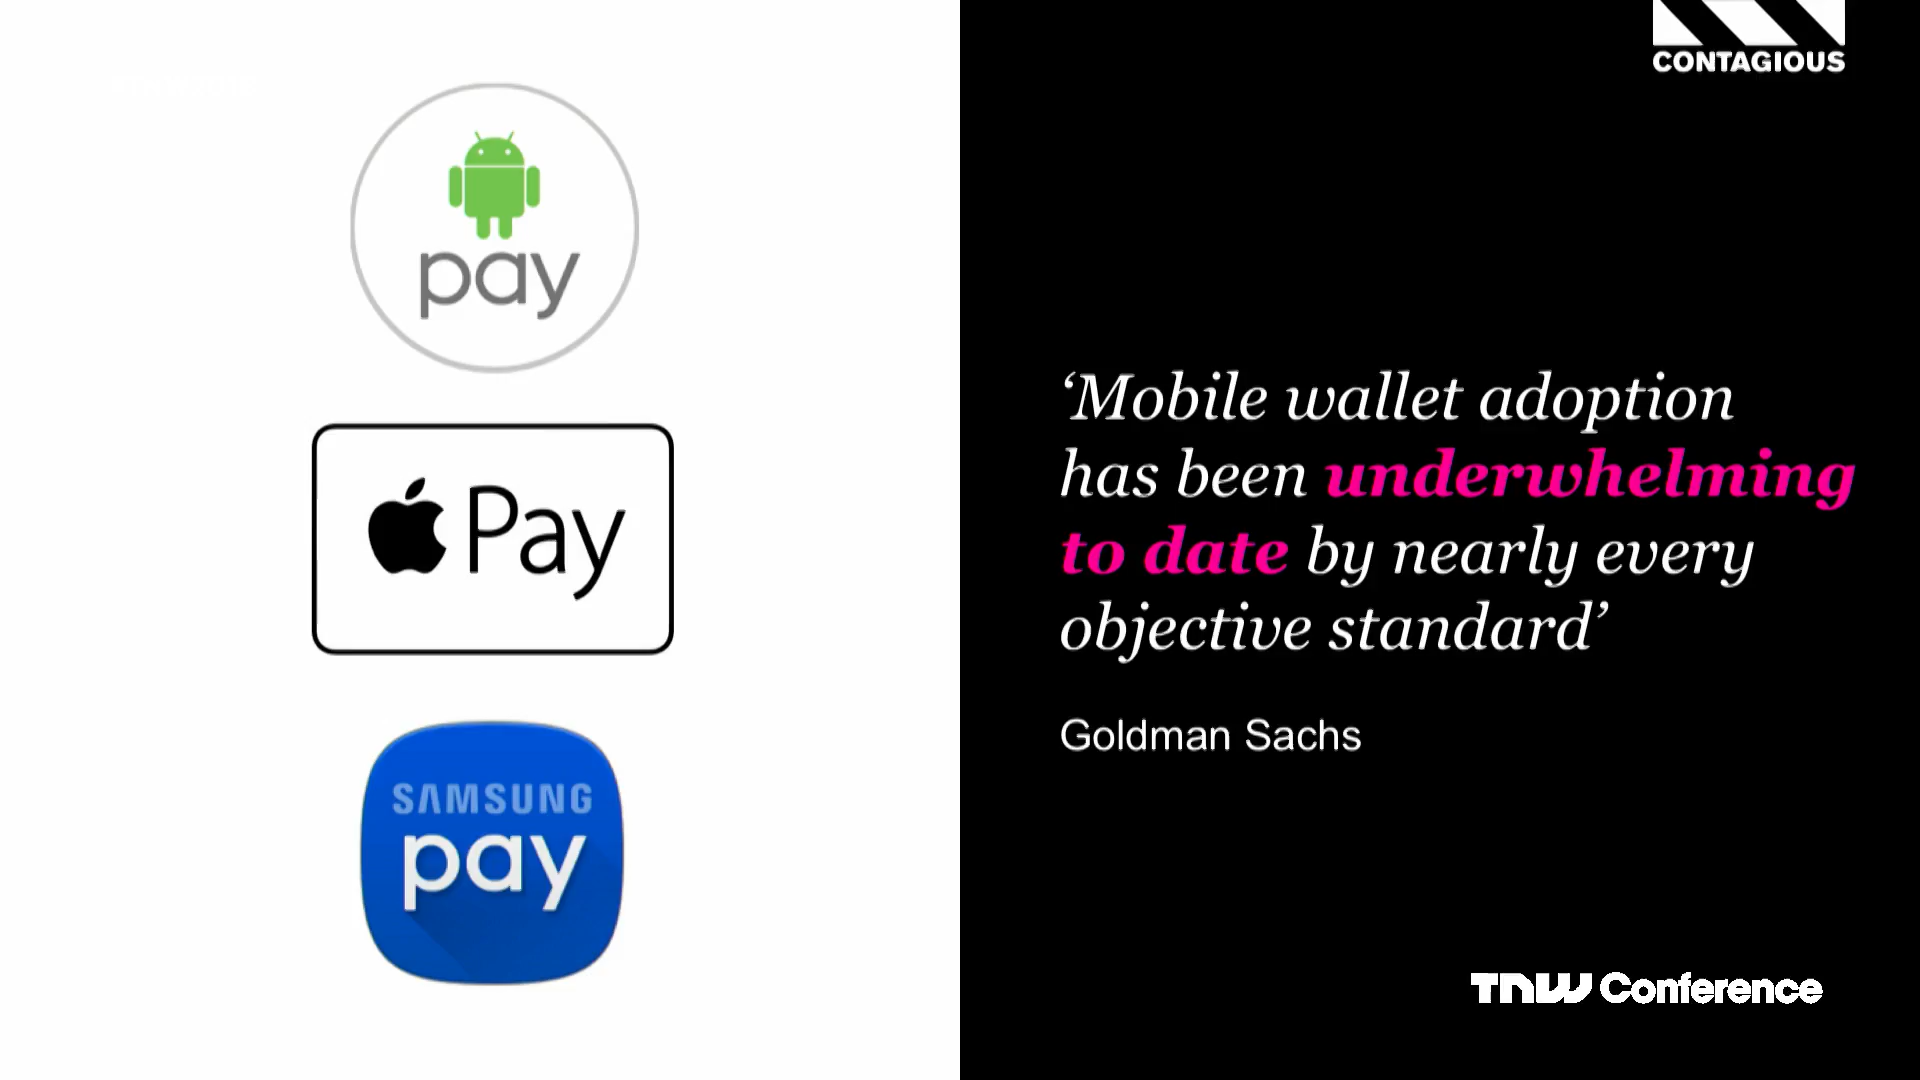 pay
Pay
SAMSUNG
pay
CONTAGIOUS
‘Mobile wallet adoption
has been underwhelming
to date by nearly every
objective standard’
Goldman Sachs
TNW Conference